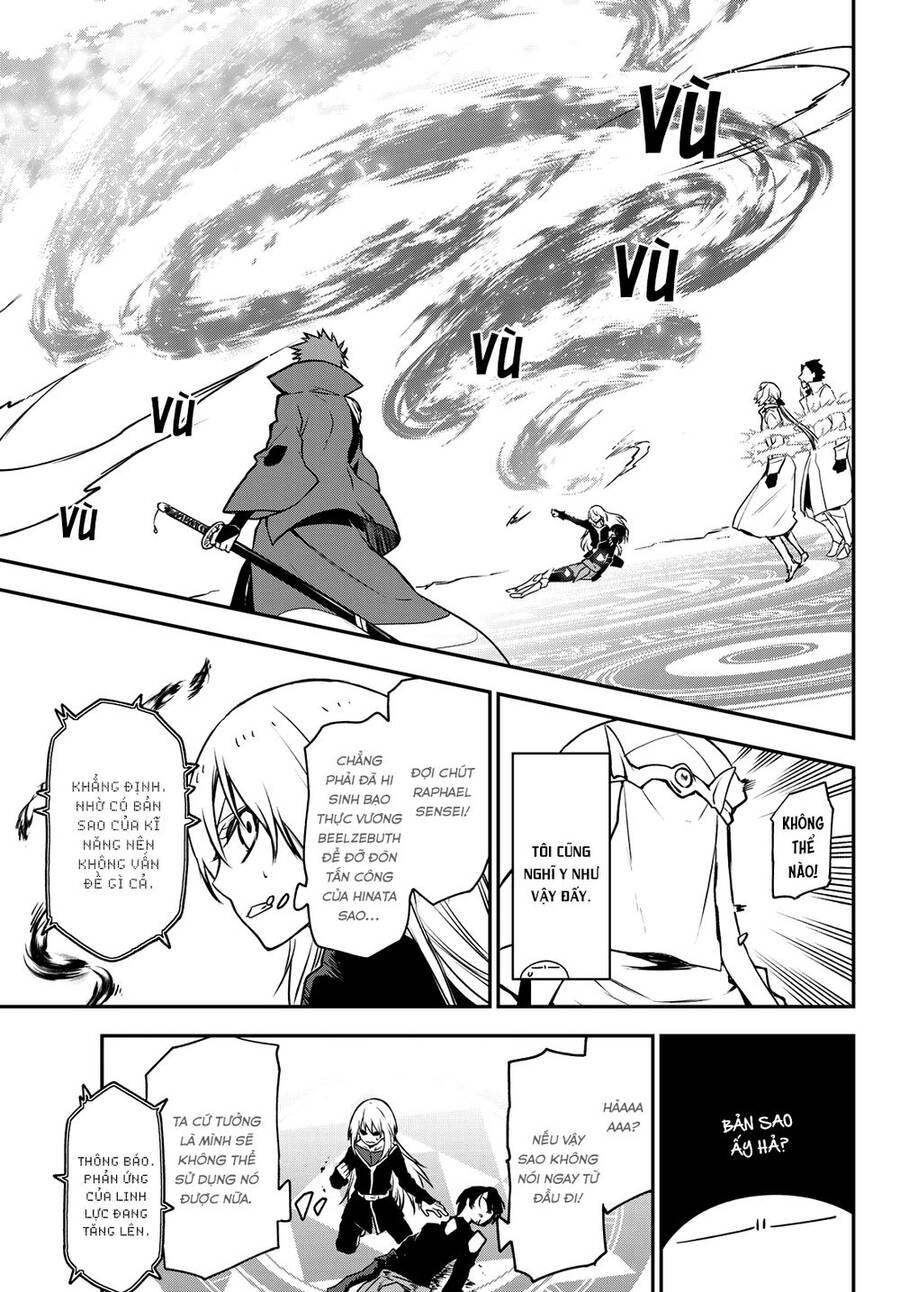 VÙ
VÙ
VÙ
VÙ
VÙ
KHÔNG
THỂ
NÀO!
TÔI CŨNG
NGHĨ Y NHƯ
VẬY ĐẤY.
ĐỢI CHÚT
RAPHAEL
SENSEI!
CHẲNG
PHẢI ĐÃ HI
SINH BẠO
THỰC VƯƠNG
BEELZEBUTH
ĐỂ ĐỠ ĐÒN
TẤN CÔNG
CỦA HINATA
SAO...
KHẲNG ĐỊNH.
NHỜ CÓ BẢN
SAO CỦA KĨ
NĂNG NÊN
KHÔNG VẤN
ĐỀ GÌ CẢ.
BẢN SAO
ẤY HẢ?
HẢAAA
AAA?
NẾU VẬY
SAO KHÔNG
NÓI NGAY TỪ
ĐẦU ĐI!
TA CỨ TƯỞNG
LÀ MÌNH SẼ
KHÔNG THỂ
SỬ DỤNG NÓ
ĐƯỢC NỮA.
THÔNG BÁO.
PHẢN ỨNG
CỦA LINH
LỰC ĐANG
TĂNG LÊN.